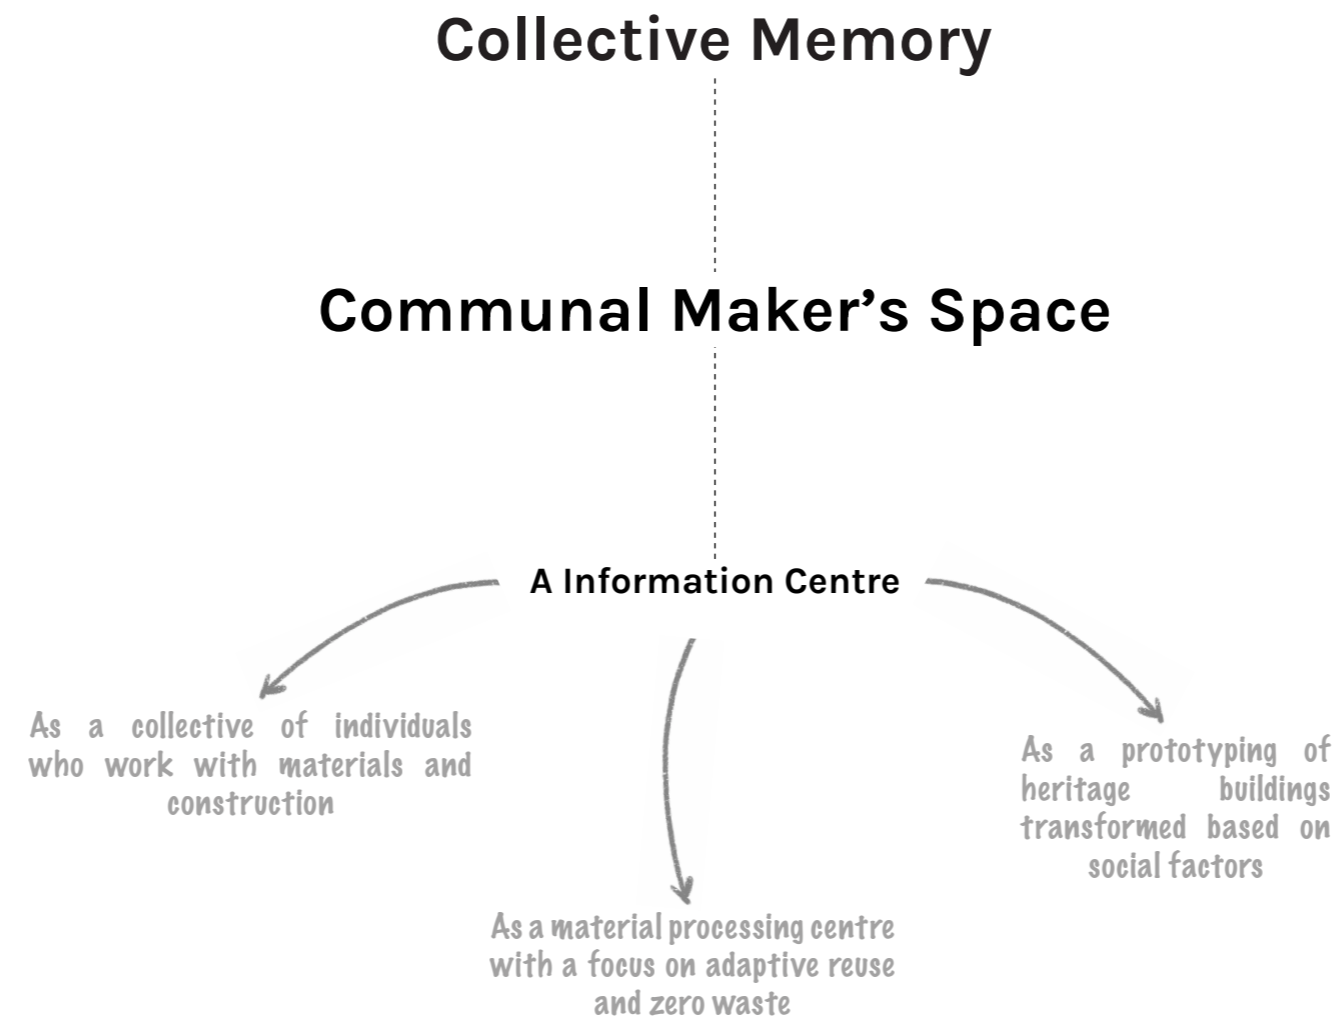 Collective Memory
Communal Maker’s Space
A Information Centre
As a collective of individuals
who work with materials and
construction
As a prototyping of
heritage buildings
transformed based on
social factors
As a material processing centre
with a focus on adaptive reuse
and zero waste